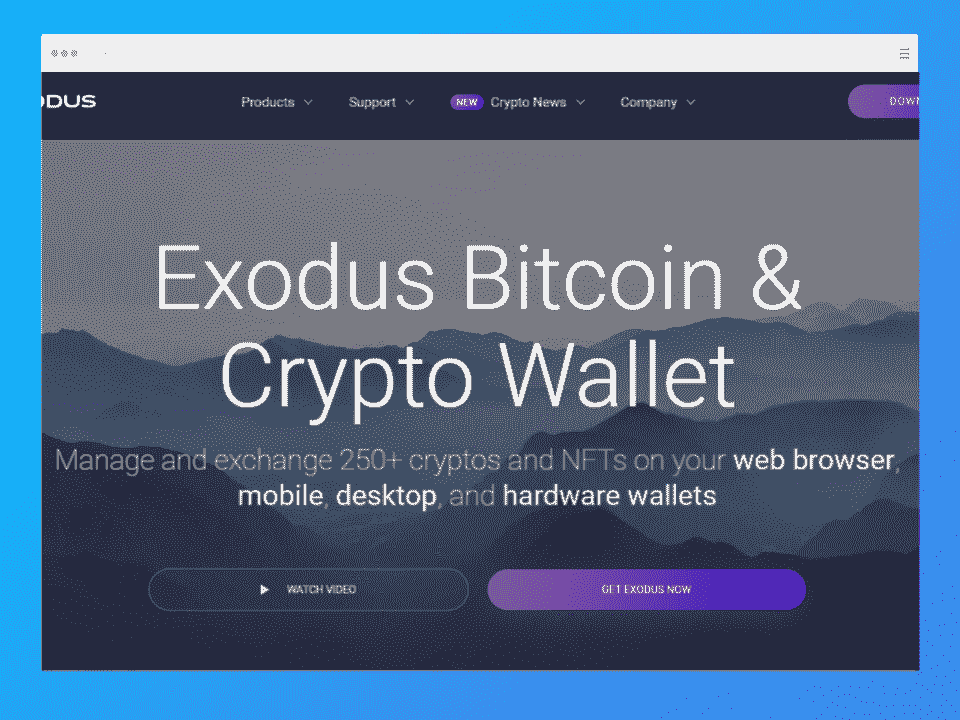 ODUS
Products
Support
NEW Crypto News
Company
Exodus Bitcoin &
Crypto Wallet
Manage and exchange 250+ cryptos and NFTs on your web browser,
mobile, desktop, and hardware wallets
WATCH VIDEO
GET EXODUS NOW